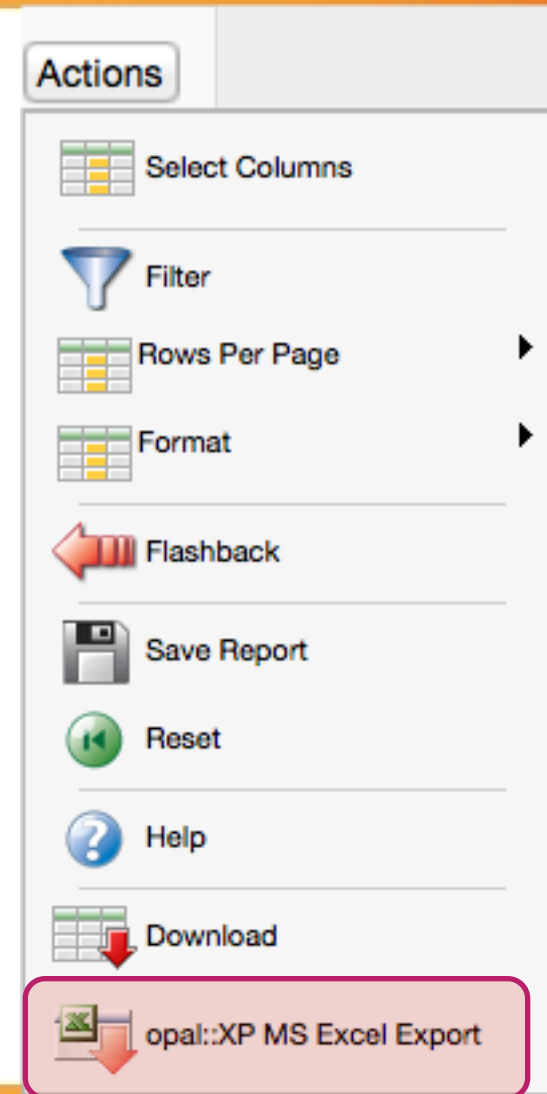 Actions
Select Columns
Filter
Rows Per Page
Format
Flashback
Save Report
Reset
Help
Download
opal::XP MS Excel Export